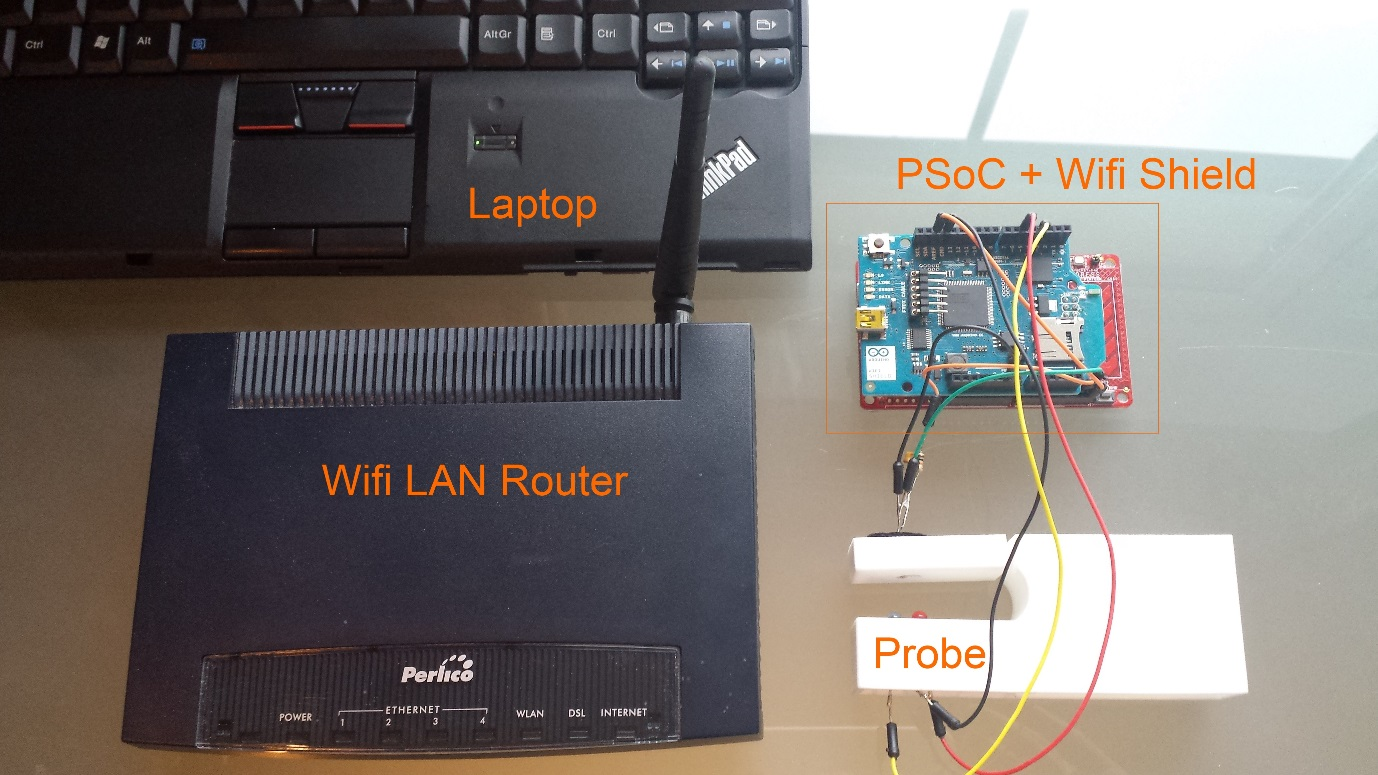 Ctrl Alt AltGr Ctrl
ThinkPad
Laptop
PSoC + Wifi Shield
Wifi LAN Router
Probe
Perlico
POWER ETHERNET WLAN DSL INTERNET
1 2 3 4